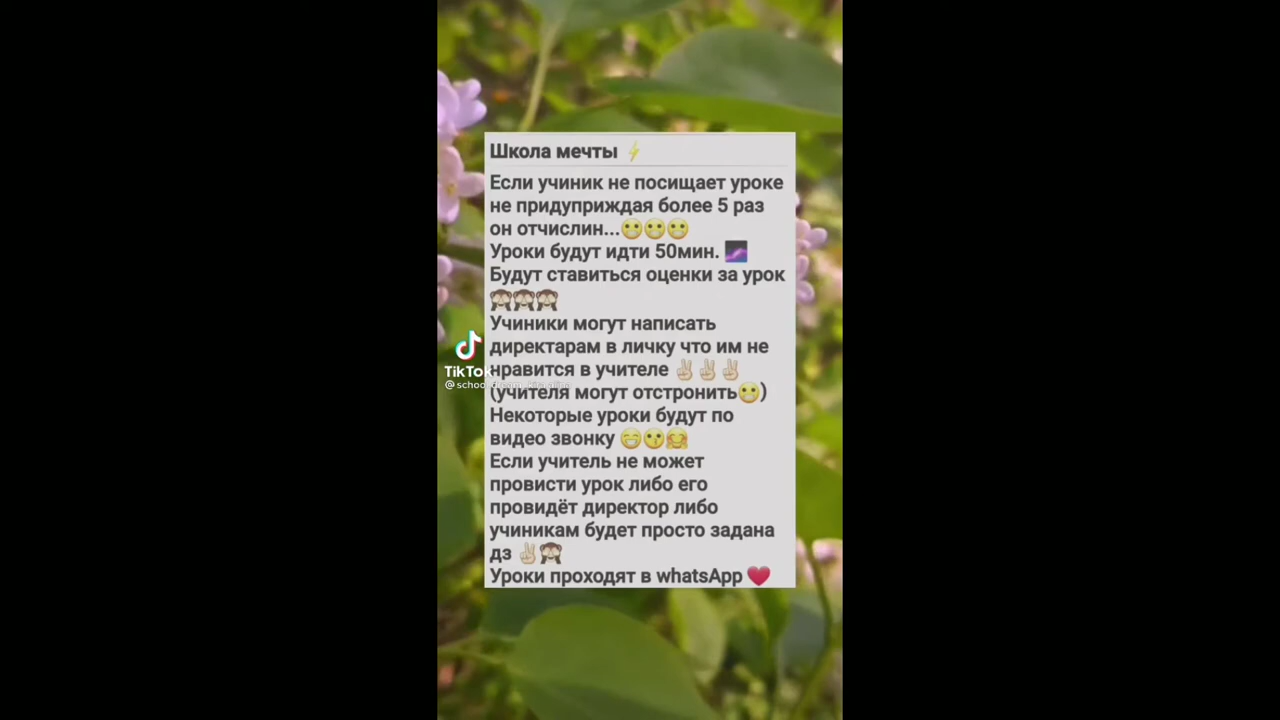 Школа мечты ⚡
Если учиник не посищает уроке
не придуприждая более 5 раз
он отчислин...😬😬😬
Уроки будут идти 50мин. 🌌
Будут ставиться оценки за урок
🙈🙈🙈
Учиники могут написать
директарам в личку что им не
нравится в учителе ✌🏼✌🏼✌🏼
(учителя могут отстронить😬)
Некоторые уроки будут по
видео звонку 😁😗🤗
Если учитель не может
провисти урок либо его
провидёт директор либо
учиникам будет просто задана
дз ✌🏼🙈
Уроки проходят в whatsApp ❤️
TikTok